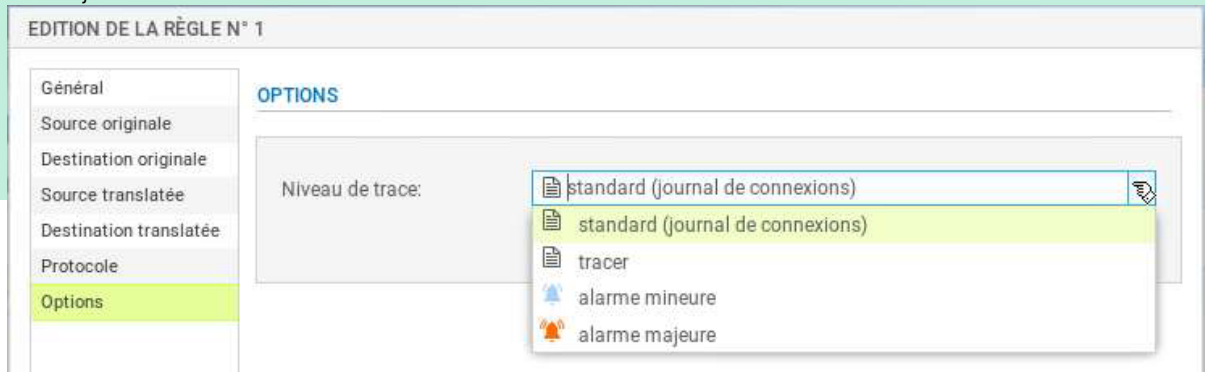 EDITION DE LA RÈGLE N° 1
Général
Source originale
Destination originale
Source translatée
Destination translatée
Protocole
Options
OPTIONS
Niveau de trace:
standard (journal de connexions)
standard (journal de connexions)
tracer
alarme mineure
alarme majeure